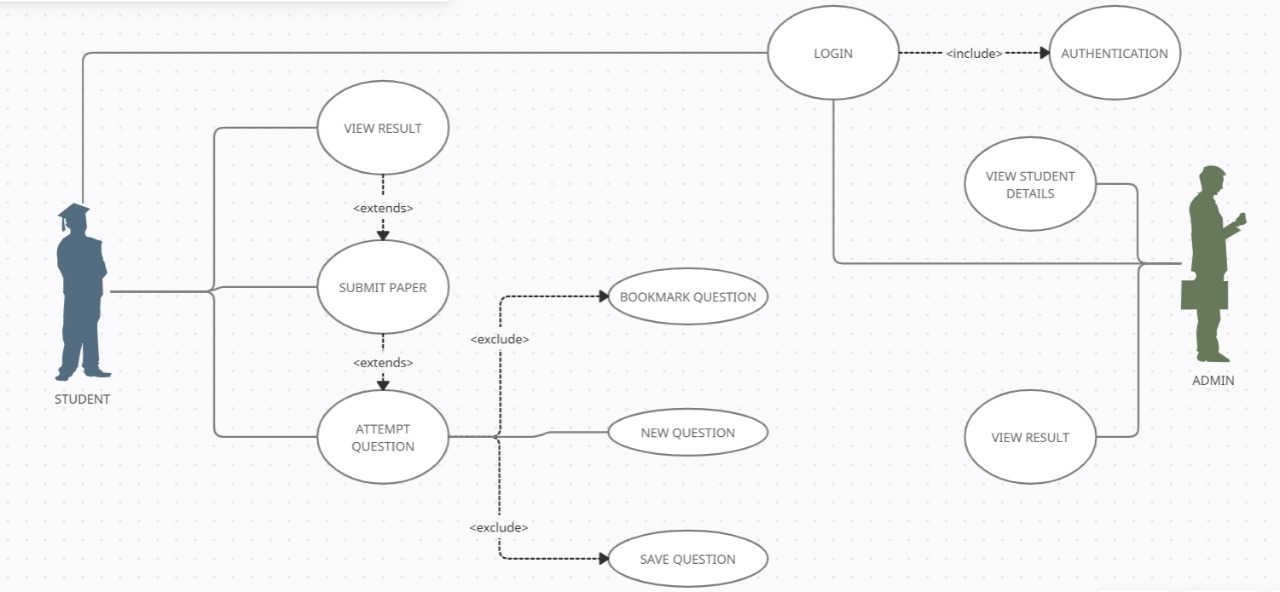 LOGIN
<include>
AUTHENTICATION
VIEW RESULT
<extends>
SUBMIT PAPER
<extends>
ATTEMPT
QUESTION
STUDENT
<exclude>
BOOKMARK QUESTION
NEW QUESTION
<exclude>
SAVE QUESTION
VIEW STUDENT
DETAILS
ADMIN
VIEW RESULT